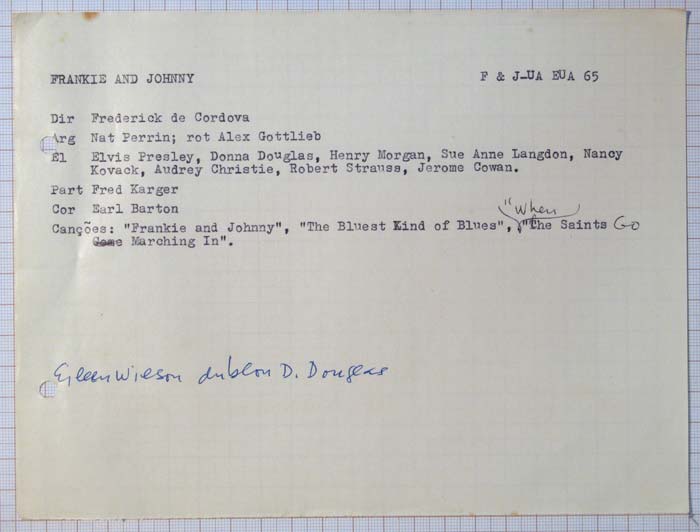 FRANKIE AND JOHNNY F & J-UA EUA 65
Dir Frederick de Cordova
Arg Nat Perrin; rot Alex Gottlieb
El Elvis Presley, Donna Douglas, Henry Morgan, Sue Anne Langdon, Nancy
Kovack, Audrey Christie, Robert Strauss, Jerome Cowan.
Part Fred Karger
Cor Earl Barton
"When
Canções: "Frankie and Johnny", "The Bluest Kind of Blues", "The Saints Go
Come Marching In".
Eileen Wilson dublou D. Douglas